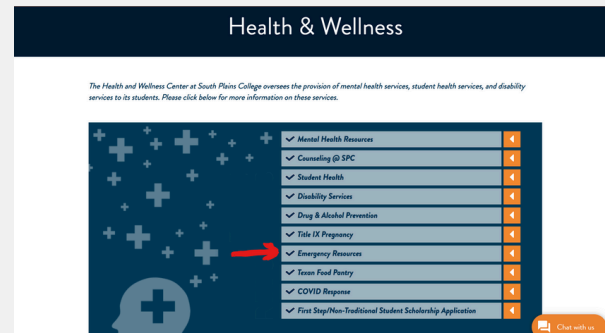 Health & Wellness
The Health and Wellness Center at South Plains College oversees the provision of mental health services, student health services, and disability
services to its students. Please click below for more information on these services.
Mental Health Resources
Counseling @ SPC
Student Health
Disability Services
Drug & Alcohol Prevention
Title IX Pregnancy
Emergency Resources
Texan Food Pantry
COVID Response
First Step/Non-Traditional Student Scholarship Application
Chat with us